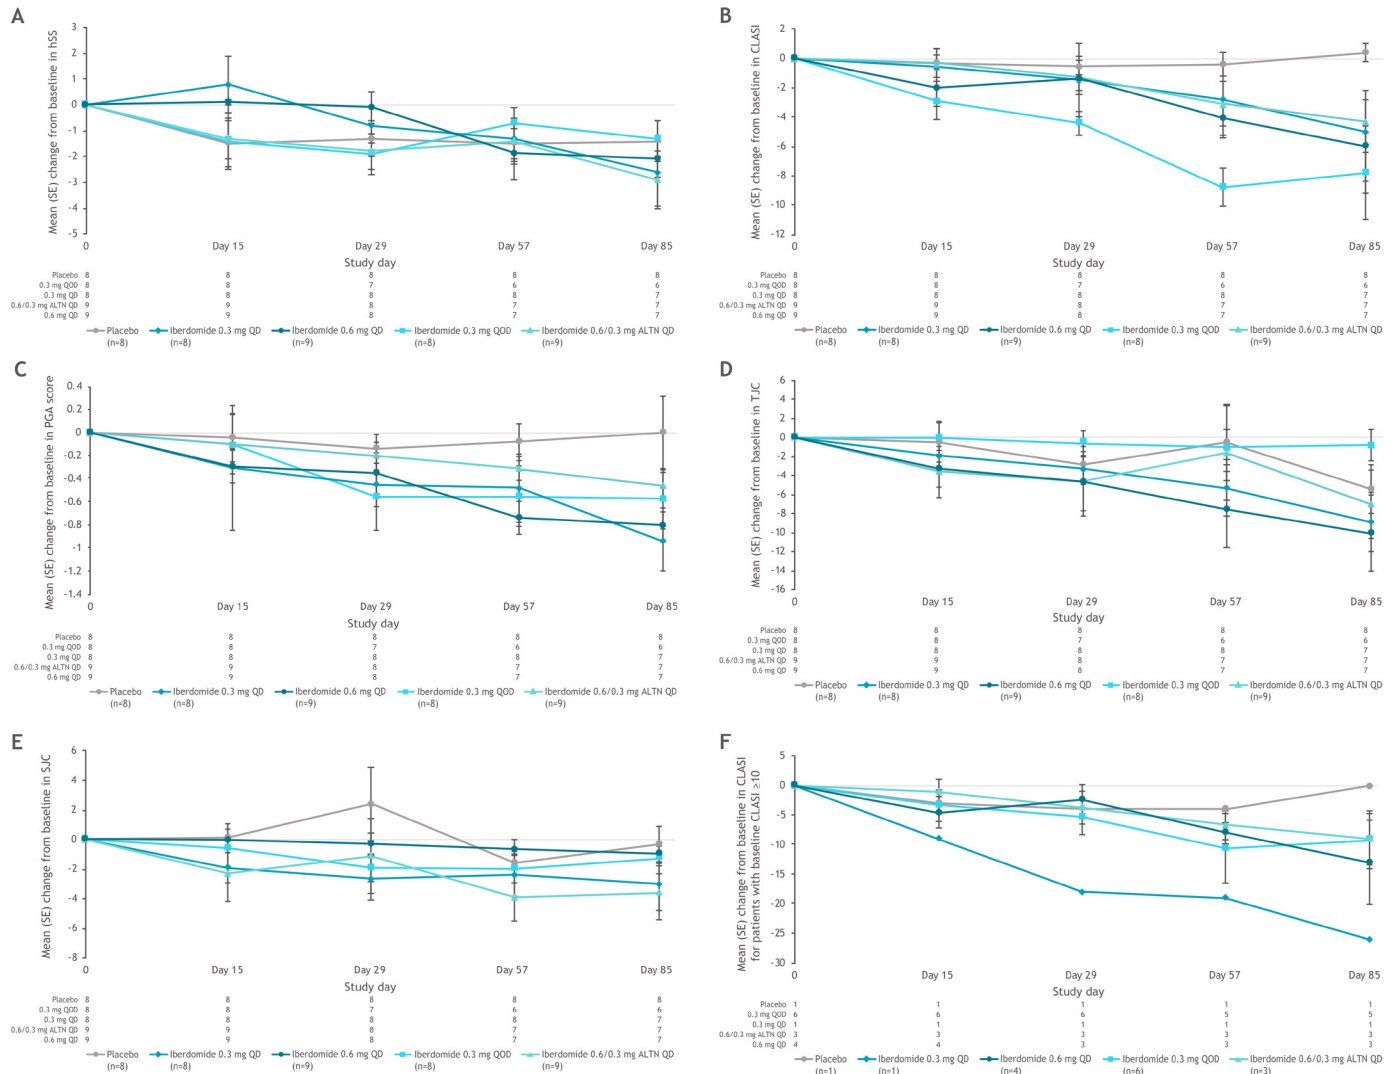 A
Mean (SE) change from baseline in hSS
3
2
1
0
-1
-2
-3
-4
-5
0 Day 15 Day 29 Day 57 Day 85
Study day
Placebo 8 8 8 8 8
0.3 mg QOD 8 8 7 6 6
0.3 mg QD 8 8 8 8 7
0.6/0.3 mg ALTN QD 9 9 8 7 7
0.6 mg QD 9 9 8 7 7
Placebo Iberdomide 0.3 mg QD Iberdomide 0.6 mg QD Iberdomide 0.3 mg QOD Iberdomide 0.6/0.3 mg ALTN QD
(n=8) (n=8) (n=9) (n=8) (n=9)
B
Mean (SE) change from baseline in CLASI
2
0
-2
-4
-6
-8
-10
-12
0 Day 15 Day 29 Day 57 Day 85
Study day
Placebo 8 8 8 8 8
0.3 mg QOD 8 8 7 6 6
0.3 mg QD 8 8 8 8 7
0.6/0.3 mg ALTN QD 9 9 8 7 7
0.6 mg QD 9 9 8 7 7
Placebo Iberdomide 0.3 mg QD Iberdomide 0.6 mg QD Iberdomide 0.3 mg QOD Iberdomide 0.6/0.3 mg ALTN QD
(n=8) (n=8) (n=9) (n=8) (n=9)
C
Mean (SE) change from baseline in PGA score
0.4
0.2
0
-0.2
-0.4
-0.6
-0.8
-1
-1.2
-1.4
0 Day 15 Day 29 Day 57 Day 85
Study day
Placebo 8 8 8 8 8
0.3 mg QOD 8 8 7 6 6
0.3 mg QD 8 8 8 8 7
0.6/0.3 mg ALTN QD 9 9 8 7 7
0.6 mg QD 9 9 8 7 7
Placebo Iberdomide 0.3 mg QD Iberdomide 0.6 mg QD Iberdomide 0.3 mg QOD Iberdomide 0.6/0.3 mg ALTN QD
(n=8) (n=8) (n=9) (n=8) (n=9)
D
Mean (SE) change from baseline in TJC
6
4
2
0
-2
-4
-6
-8
-10
-12
-14
-16
0 Day 15 Day 29 Day 57 Day 85
Study day
Placebo 8 8 8 8 8
0.3 mg QOD 8 8 7 6 6
0.3 mg QD 8 8 8 8 7
0.6/0.3 mg ALTN QD 9 9 8 7 7
0.6 mg QD 9 9 8 7 7
Placebo Iberdomide 0.3 mg QD Iberdomide 0.6 mg QD Iberdomide 0.3 mg QOD Iberdomide 0.6/0.3 mg ALTN QD
(n=8) (n=8) (n=9) (n=8) (n=9)
E
Mean (SE) change from baseline in SJC
6
4
2
0
-2
-4
-6
-8
0 Day 15 Day 29 Day 57 Day 85
Study day
Placebo 8 8 8 8 8
0.3 mg QOD 8 8 7 6 6
0.3 mg QD 8 8 8 8 7
0.6/0.3 mg ALTN QD 9 9 8 7 7
0.6 mg QD 9 9 8 7 7
Placebo Iberdomide 0.3 mg QD Iberdomide 0.6 mg QD Iberdomide 0.3 mg QOD Iberdomide 0.6/0.3 mg ALTN QD
(n=8) (n=8) (n=9) (n=8) (n=9)
F
Mean (SE) change from baseline in CLASI
for patients with baseline CLASI ≥10
5
0
-5
-10
-15
-20
-25
-30
0 Day 15 Day 29 Day 57 Day 85
Study day
Placebo 1 1 1 1 1
0.3 mg QOD 6 6 6 5 5
0.3 mg QD 1 1 1 1 1
0.6/0.3 mg ALTN QD 3 3 3 3 3
0.6 mg QD 4 4 3 3 3
Placebo Iberdomide 0.3 mg QD Iberdomide 0.6 mg QD Iberdomide 0.3 mg QOD Iberdomide 0.6/0.3 mg ALTN QD
(n=1) (n=1) (n=4) (n=6) (n=3)